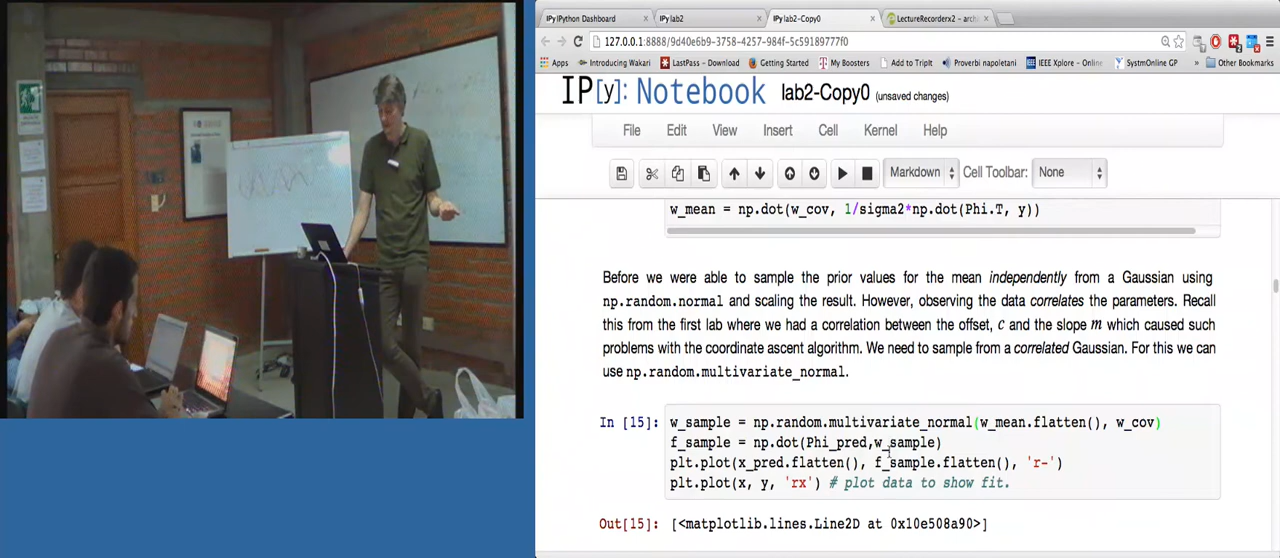 IPy IPython Dashboard
IPy lab2
IPy lab2-Copy0
LectureRecorderx2 – arch
127.0.0.1:8888/9d40e6b9-3758-4257-984f-5c59189777f0
Apps
Introducing Wakari
LastPass – Download
Getting Started
My Boosters
Add to TripIt
Proverbi napoletani
IEEE Xplore – Online
SystmOnline GP
»
Other Bookmarks
IP[y]: Notebook lab2-Copy0 (unsaved changes)
File Edit View Insert Cell Kernel Help
Markdown Cell Toolbar: None
w_mean = np.dot(w_cov, 1/sigma2*np.dot(Phi.T, y))
Before we were able to sample the prior values for the mean independently from a Gaussian using
np.random.normal and scaling the result. However, observing the data correlates the parameters. Recall
this from the first lab where we had a correlation between the offset, c and the slope m which caused such
problems with the coordinate ascent algorithm. We need to sample from a correlated Gaussian. For this we can
use np.random.multivariate_normal.
In [15]: w_sample = np.random.multivariate_normal(w_mean.flatten(), w_cov)
f_sample = np.dot(Phi_pred,w_sample)
plt.plot(x_pred.flatten(), f_sample.flatten(), 'r-')
plt.plot(x, y, 'rx') # plot data to show fit.
Out[15]: [<matplotlib.lines.Line2D at 0x10e508a90>]